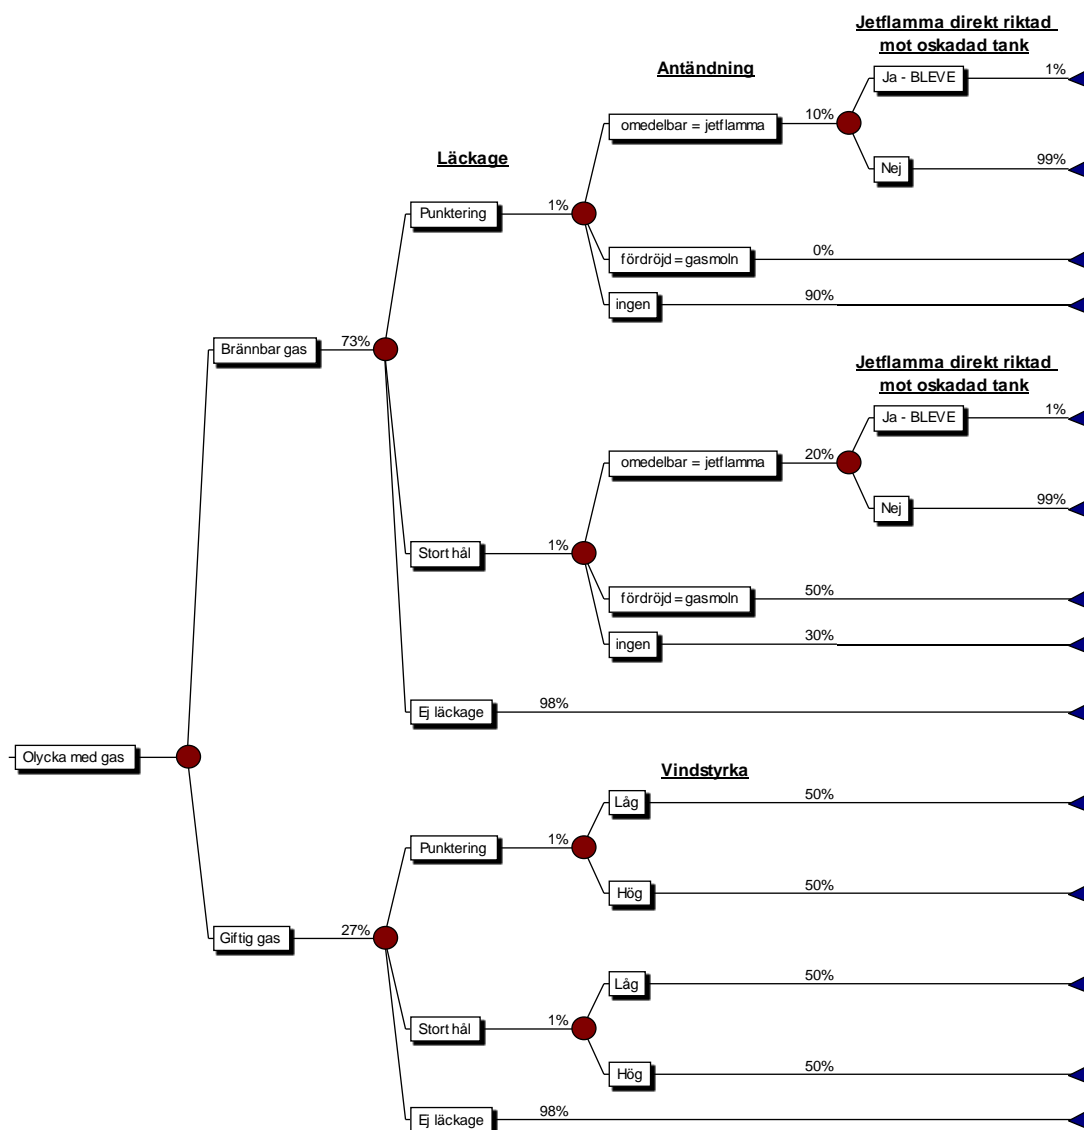 Jetflamma direkt riktad
mot oskadad tank
Antändning
Ja - BLEVE 1%
omedelbar = jetflamma 10%
Läckage
Nej 99%
Punktering 1%
fördröjd = gasmoln 0%
ingen 90%
Brännbar gas 73%
Jetflamma direkt riktad
mot oskadad tank
Ja - BLEVE 1%
omedelbar = jetflamma 20%
Nej 99%
Stort hål 1%
fördröjd = gasmoln 50%
ingen 30%
Ej läckage 98%
Olycka med gas
Vindstyrka
Låg 50%
Punktering 1%
Hög 50%
Giftig gas 27%
Låg 50%
Stort hål 1%
Hög 50%
Ej läckage 98%